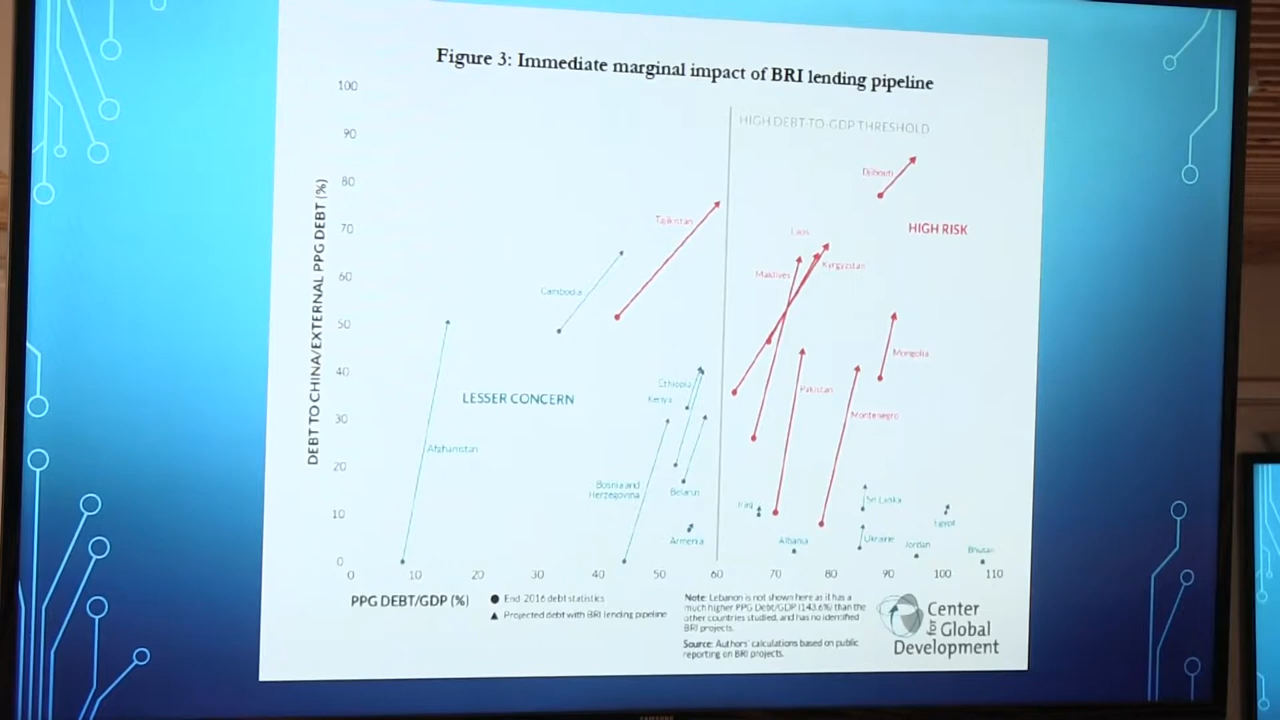 Figure 3: Immediate marginal impact of BRI lending pipeline
DEBT TO CHINA/EXTERNAL PPG DEBT (%)
100
90
80
70
60
50
40
30
20
10
0
HIGH DEBT-TO-GDP THRESHOLD
Djibouti
HIGH RISK
Tajikistan
Laos
Kyrgyzstan
Maldives
Cambodia
Mongolia
Ethiopia
Kenya
Pakistan
LESSER CONCERN
Montenegro
Afghanistan
Bosnia and
Herzegovina
Belarus
Iraq
Sri Lanka
Egypt
Armenia
Albania
Ukraine
Jordan
Bhutan
0 10 20 30 40 50 60 70 80 90 100 110
PPG DEBT/GDP (%)
End 2016 debt statistics
Projected debt with BRI lending pipeline
Note: Lebanon is not shown here as it has a
much higher PPG Debt/GDP (143.6%) than the
other countries studied, and has no identified
BRI projects.
Source: Authors' calculations based on public
reporting on BRI projects.
Center
for Global
Development
SAMSUNG